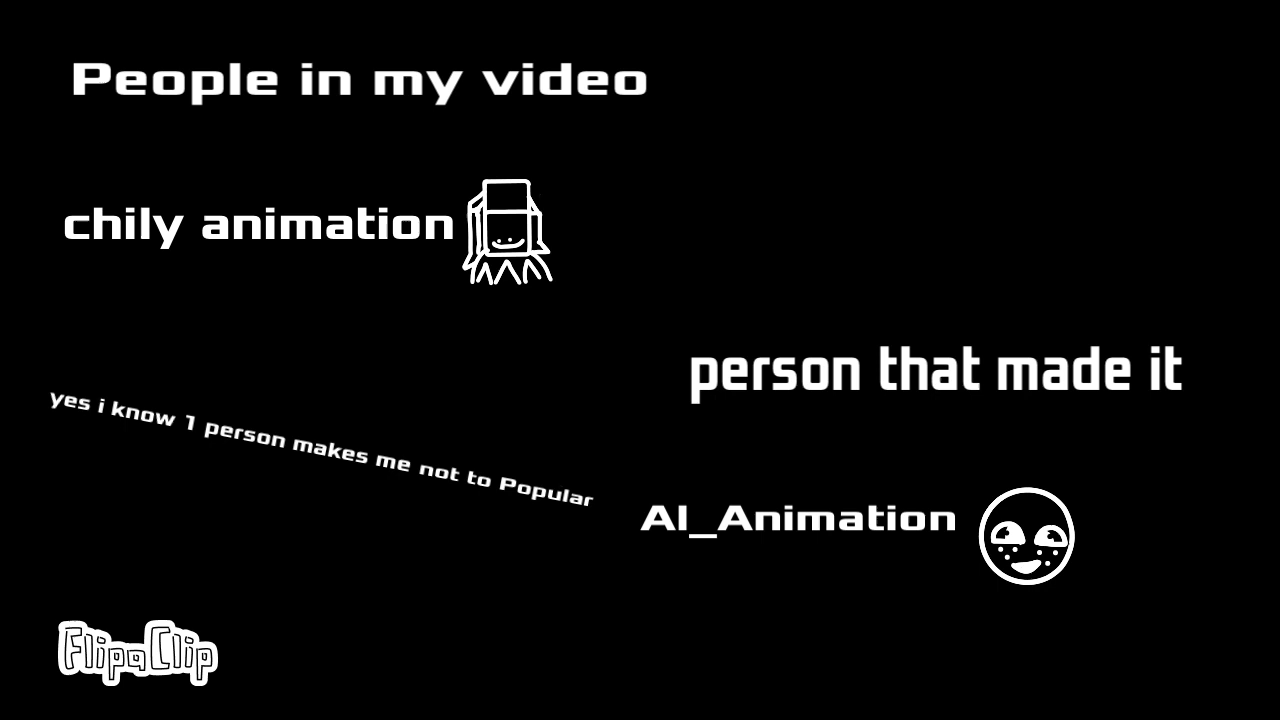 People in my video
chily animation
person that made it
yes i know 1 person makes me not to Popular
AI_Animation
FlipaClip